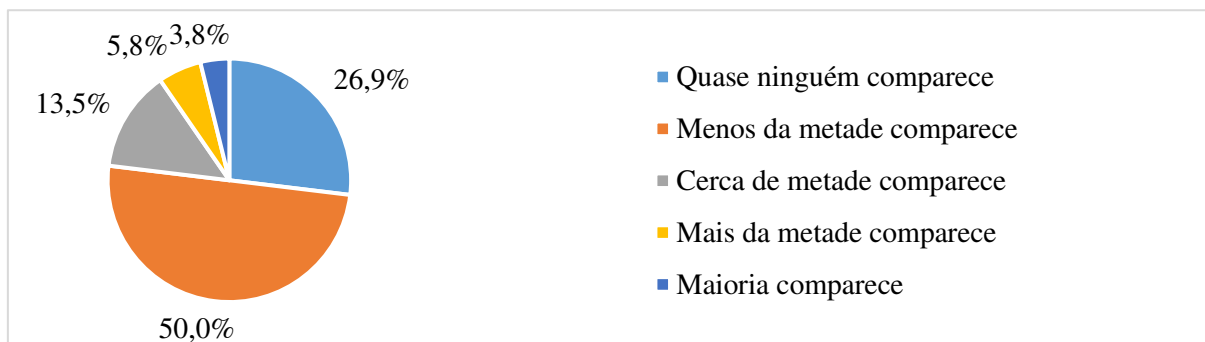 5,8%
3,8%
26,9%
13,5%
50,0%
Quase ninguém comparece
Menos da metade comparece
Cerca de metade comparece
Mais da metade comparece
Maioria comparece